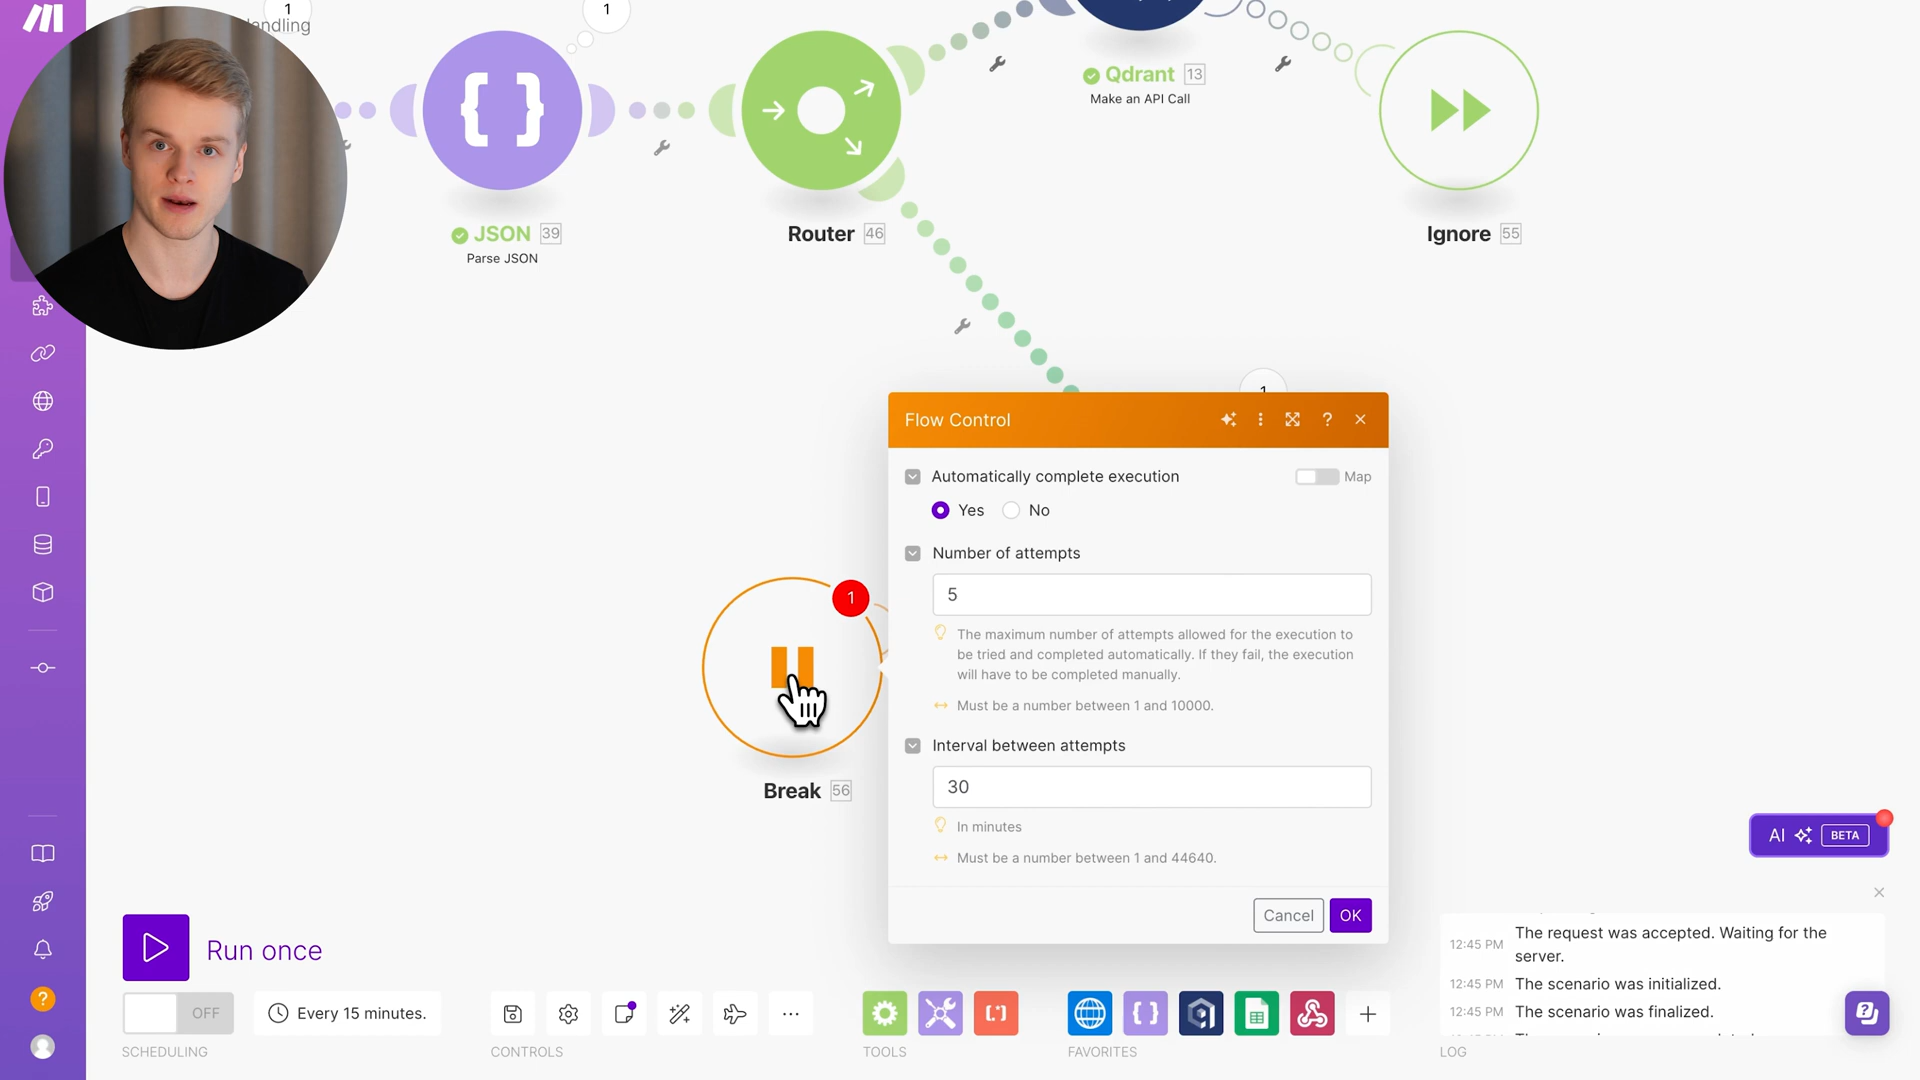 1
andling
1
Qdrant 13
Make an API Call
JSON 39
Parse JSON
Router 46
Ignore 55
1
Flow Control
?
Automatically complete execution
Map
Yes
No
Number of attempts
5
The maximum number of attempts allowed for the execution to
be tried and completed automatically. If they fail, the execution
will have to be completed manually.
Must be a number between 1 and 10000.
Interval between attempts
30
In minutes
Must be a number between 1 and 44640.
Cancel
OK
1
Break 56
AI
BETA
Run once
OFF
Every 15 minutes.
SCHEDULING
CONTROLS
TOOLS
FAVORITES
12:45 PM
The request was accepted. Waiting for the
server.
12:45 PM
The scenario was initialized.
12:45 PM
The scenario was finalized.
LOG
?